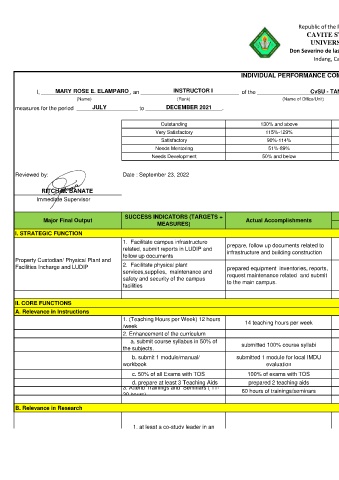 Republic of the
CAVITE S
UNIVERS
Don Severino de las
Indang, Ca
INDIVIDUAL PERFORMANCE COM
I, MARY ROSE E. ELAMPARO, an INSTRUCTOR I of the CvSU - TAN
(Name) (Rank) (Name of Office/Unit)
measures for the period JULY to DECEMBER 2021.
Outstanding 130% and above
Very Satisfactory 115%-129%
Satisfactory 90%-114%
Needs Mentoring 51%-89%
Needs Development 50% and below
Reviewed by: Date : September 23, 2022
BANATE
Immediate Supervisor
Major Final Output SUCCESS INDICATORS (TARGETS + MEASURES) Actual Accomplishments
I. STRATEGIC FUNCTION
Property Custodian/ Physical Plant and
Facilities Incharge and LUDIP
1. Facilitate campus infrastructure
related, submit reports in LUDIP and
follow up documents
prepare, follow up documents related to
infrastructure and building construction
2. Facilitate physical plant
services,supplies, maintenance and
safety and security of the campus
facilities
prepared equipment inventories, reports,
request maintenance related and submit
to the main campus.
II. CORE FUNCTIONS
A. Relevance In Instructions
1. (Teaching Hours per Week) 12 hours
/week
14 teaching hours per week
2. Enhancement of the curriculum
a. submit course syllabus in 50% of
the subjects
submitted 100% course syllabi
b. submit 1 module/manual/
workbook
submitted 1 module for local IMDU
evaluation
c. 50% of all Exams with TOS 100% of exams with TOS
d. prepare at least 3 Teaching Aids prepared 2 teaching aids
3. Attend Trainings and Seminars (
hours)
60 hours of trainings/seminars
B. Relevance in Research
1. at least a co-study leader in an